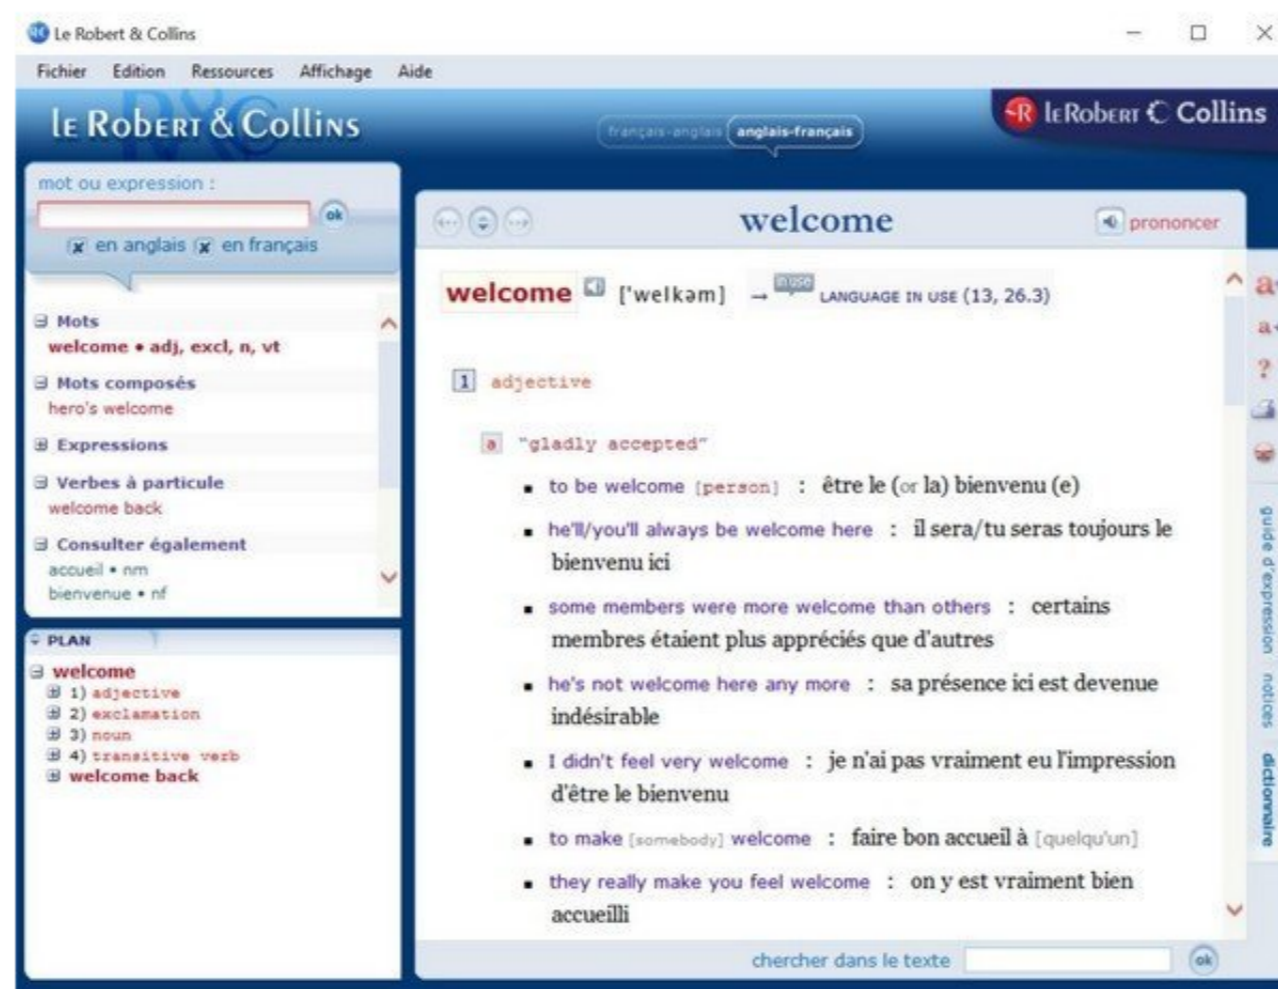 Le Robert & Collins
Fichier Edition Ressources Affichage Aide
LE ROBERT & COLLINS
français-anglais anglais-français
R LE ROBERT C Collins
mot ou expression :
ok
x en anglais x en français
Mots
welcome • adj, excl, n, vt
Mots composés
hero's welcome
Expressions
Verbes à particule
welcome back
Consulter également
accueil • nm
bienvenue • nf
PLAN
welcome
1) adjective
2) exclamation
3) noun
4) transitive verb
welcome back
welcome
prononcer
welcome ['welkəm] → in use LANGUAGE IN USE (13, 26.3)
1 adjective
a "gladly accepted"
▪ to be welcome [person] : être le (or la) bienvenu (e)
▪ he'll/you'll always be welcome here : il sera/tu seras toujours le
bienvenu ici
▪ some members were more welcome than others : certains
membres étaient plus appréciés que d'autres
▪ he's not welcome here any more : sa présence ici est devenue
indésirable
▪ I didn't feel very welcome : je n'ai pas vraiment eu l'impression
d'être le bienvenu
▪ to make [somebody] welcome : faire bon accueil à [quelqu'un]
▪ they really make you feel welcome : on y est vraiment bien
accueilli
chercher dans le texte
ok
a
a
?
guide d'expression
notices
dictionnaire